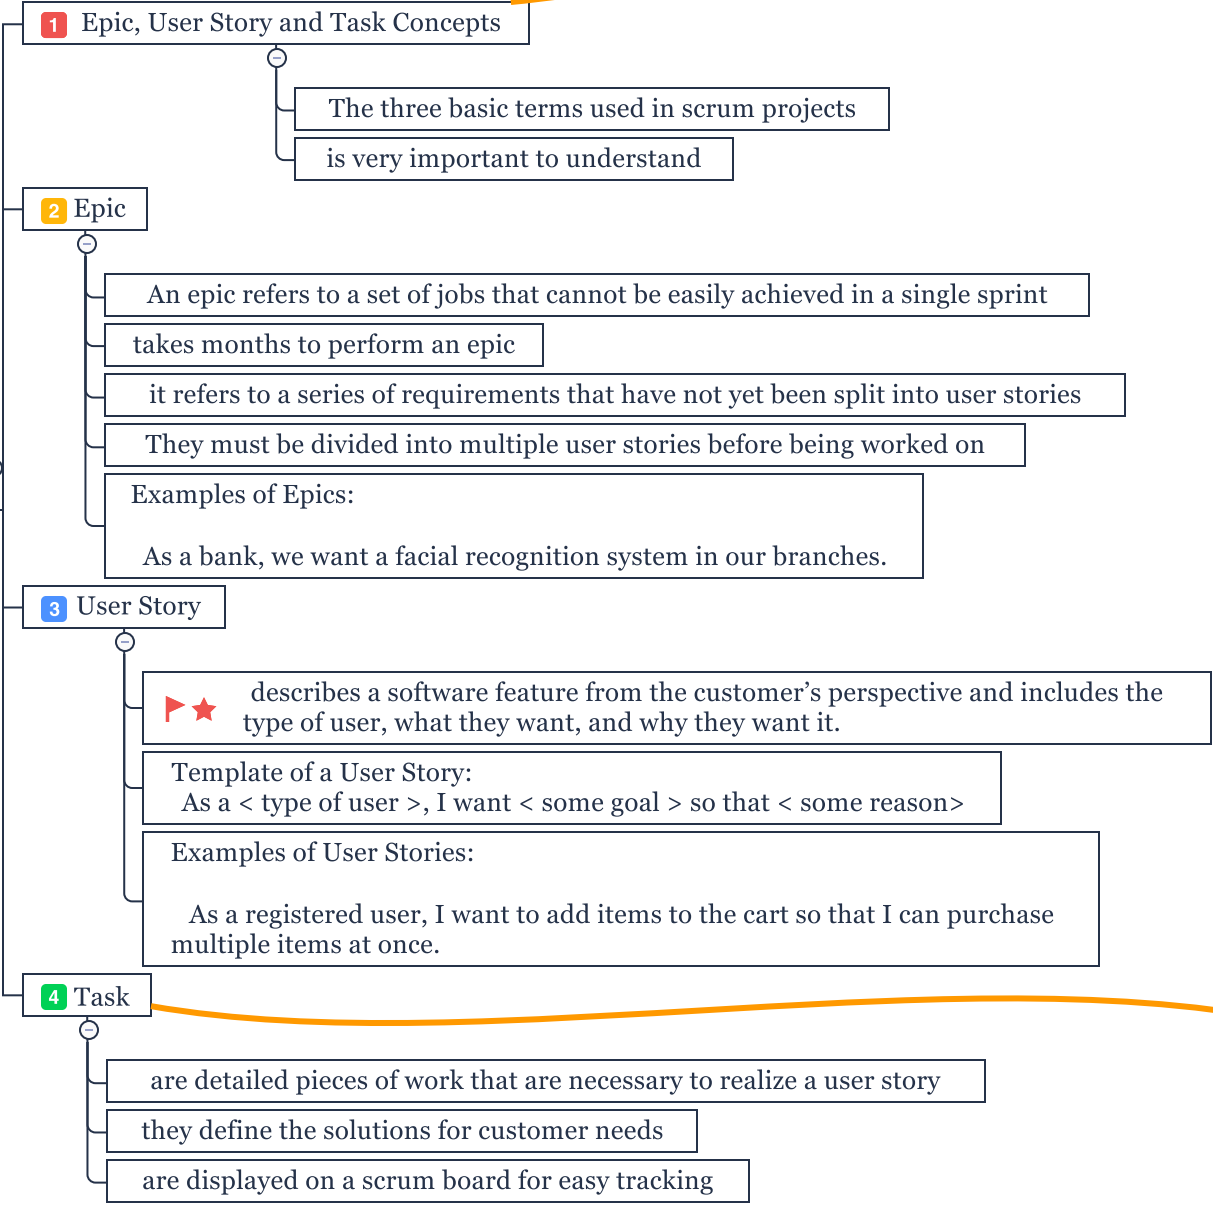 1 Epic, User Story and Task Concepts
The three basic terms used in scrum projects
is very important to understand
2 Epic
An epic refers to a set of jobs that cannot be easily achieved in a single sprint
takes months to perform an epic
it refers to a series of requirements that have not yet been split into user stories
They must be divided into multiple user stories before being worked on
Examples of Epics:
As a bank, we want a facial recognition system in our branches.
3 User Story
describes a software feature from the customer’s perspective and includes the
type of user, what they want, and why they want it.
Template of a User Story:
As a < type of user >, I want < some goal > so that < some reason>
Examples of User Stories:
As a registered user, I want to add items to the cart so that I can purchase
multiple items at once.
4 Task
are detailed pieces of work that are necessary to realize a user story
they define the solutions for customer needs
are displayed on a scrum board for easy tracking